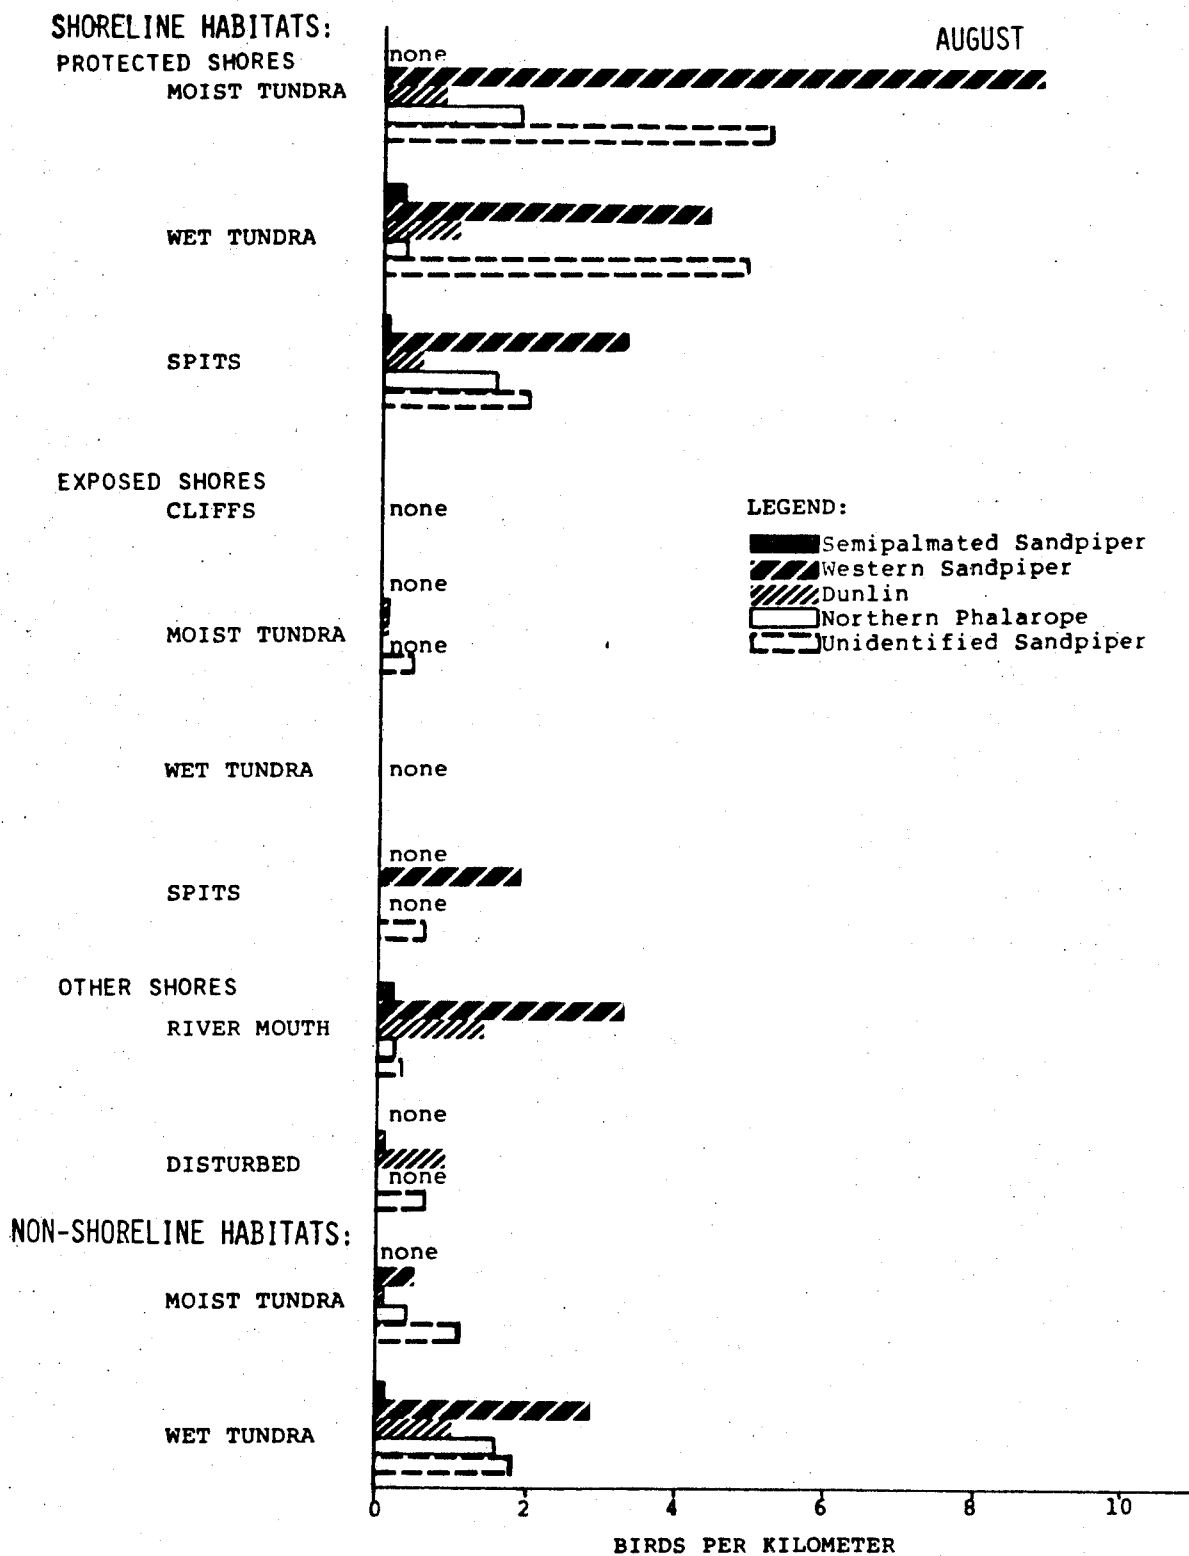 SHORELINE HABITATS:
AUGUST
none
PROTECTED SHORES
MOIST TUNDRA
WET TUNDRA
SPITS
EXPOSED SHORES
CLIFFS
none
LEGEND:
Semipalmated Sandpiper
Western Sandpiper
Dunlin
Northern Phalarope
Unidentified Sandpiper
none
MOIST TUNDRA
none
WET TUNDRA
none
none
SPITS
none
OTHER SHORES
RIVER MOUTH
none
DISTURBED
none
NON-SHORELINE HABITATS:
none
MOIST TUNDRA
WET TUNDRA
0 2 4 6 8 10
BIRDS PER KILOMETER